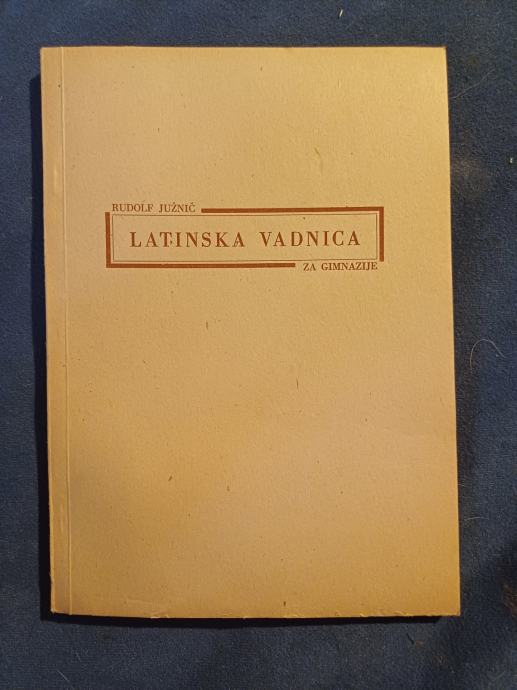 RUDOLF JUŽNIČ
LATINSKA VADNICA
ZA GIMNAZIJE